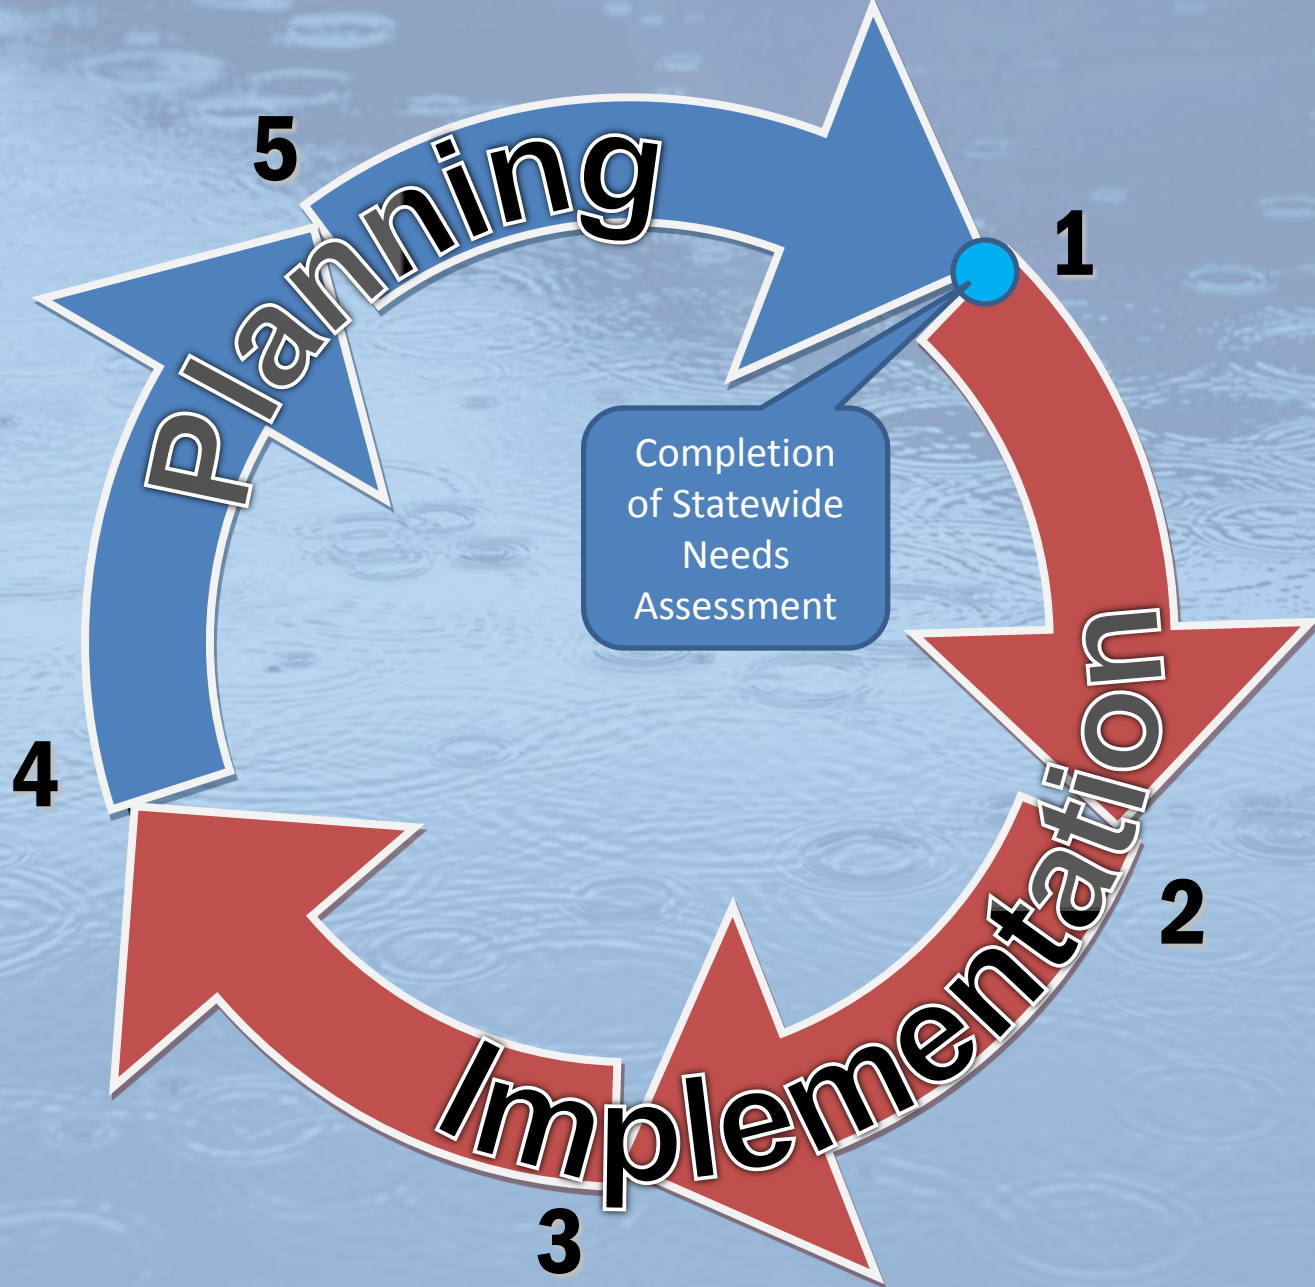 5
Planning
1
Completion
of Statewide
Needs
Assessment
Implementation
4
2
3